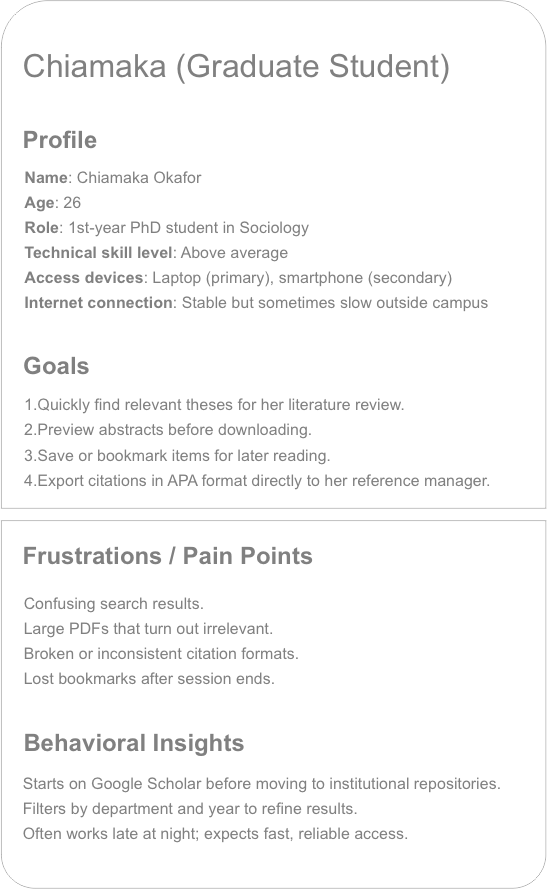 Chiamaka (Graduate Student)
Profile
Name: Chiamaka Okafor
Age: 26
Role: 1st-year PhD student in Sociology
Technical skill level: Above average
Access devices: Laptop (primary), smartphone (secondary)
Internet connection: Stable but sometimes slow outside campus
Goals
1.Quickly find relevant theses for her literature review.
2.Preview abstracts before downloading.
3.Save or bookmark items for later reading.
4.Export citations in APA format directly to her reference manager.
Frustrations / Pain Points
Confusing search results.
Large PDFs that turn out irrelevant.
Broken or inconsistent citation formats.
Lost bookmarks after session ends.
Behavioral Insights
Starts on Google Scholar before moving to institutional repositories.
Filters by department and year to refine results.
Often works late at night; expects fast, reliable access.